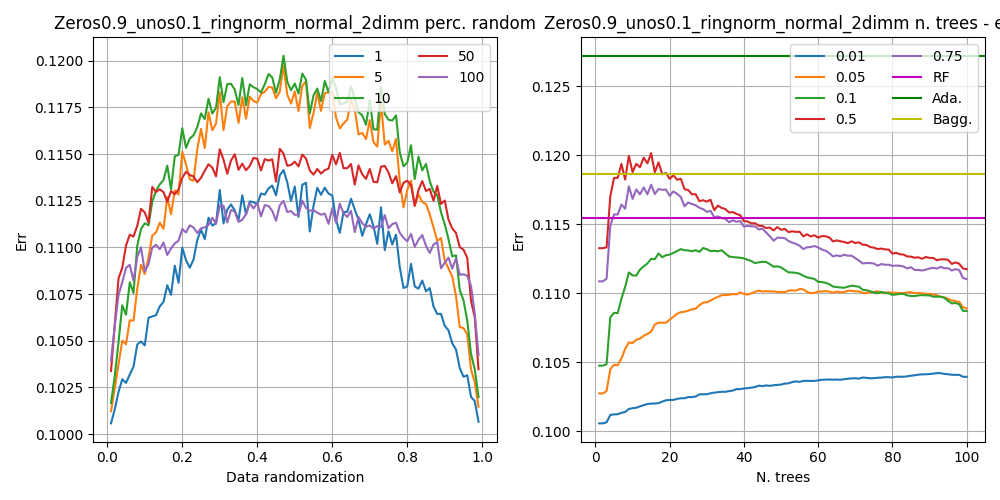 Zeros0.9_unos0.1_ringnorm_normal_2dimm perc. random
Err
0.1200
0.1175
0.1150
0.1125
0.1100
0.1075
0.1050
0.1025
0.1000
1
5
10
50
100
0.0 0.2 0.4 0.6 0.8 1.0
Data randomization
Zeros0.9_unos0.1_ringnorm_normal_2dimm n. trees - e
Err
0.125
0.120
0.115
0.110
0.105
0.100
0.01
0.05
0.1
0.5
0.75
RF
Ada.
Bagg.
0 20 40 60 80 100
N. trees